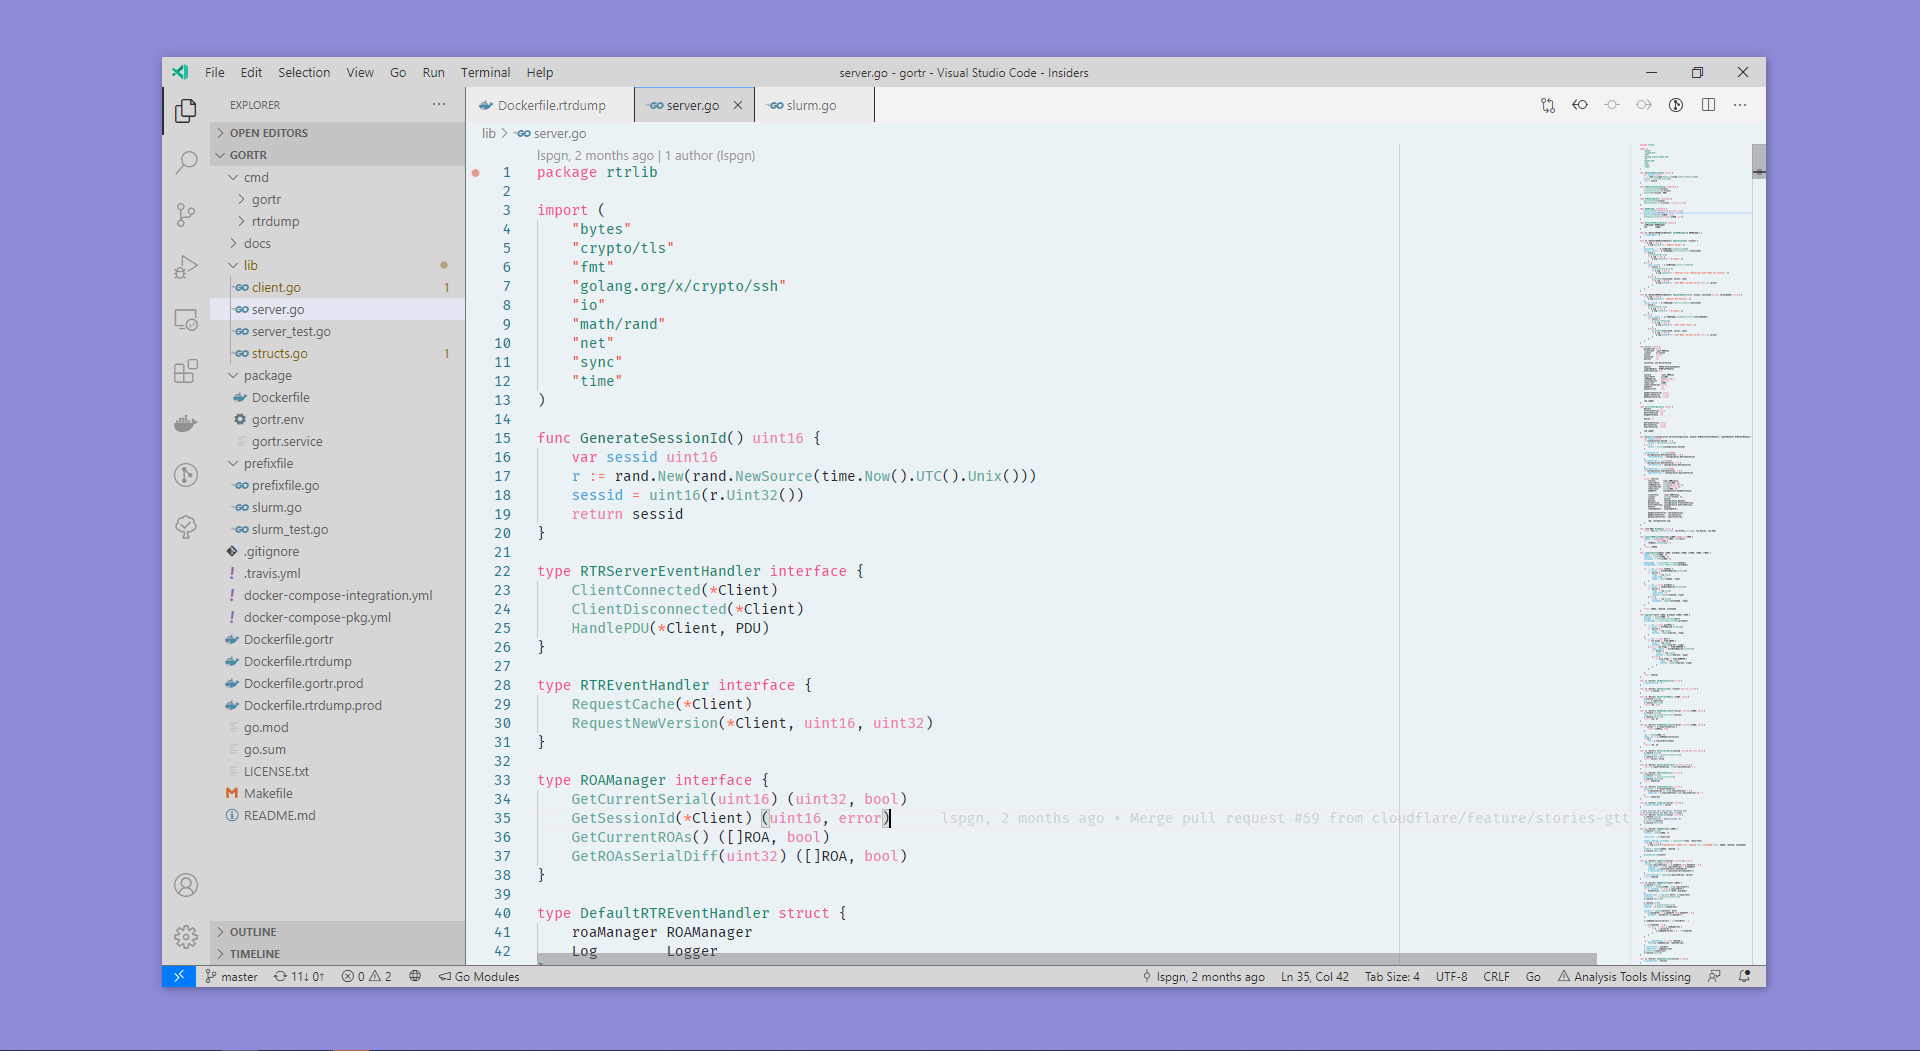 File Edit Selection View Go Run Terminal Help
server.go - gortr - Visual Studio Code - Insiders
EXPLORER
OPEN EDITORS
GORTR
cmd
gortr
rtrdump
docs
lib
client.go 1
server.go
server_test.go
structs.go 1
package
Dockerfile
gortr.env
gortr.service
prefixfile
prefixfile.go
slurm.go
slurm_test.go
.gitignore
.travis.yml
docker-compose-integration.yml
docker-compose-pkg.yml
Dockerfile.gortr
Dockerfile.rtrdump
Dockerfile.gortr.prod
Dockerfile.rtrdump.prod
go.mod
go.sum
LICENSE.txt
Makefile
README.md
OUTLINE
TIMELINE
Dockerfile.rtrdump server.go slurm.go
lib > server.go
lspgn, 2 months ago | 1 author (lspgn)
1 package rtrlib
2
3 import (
4 "bytes"
5 "crypto/tls"
6 "fmt"
7 "golang.org/x/crypto/ssh"
8 "io"
9 "math/rand"
10 "net"
11 "sync"
12 "time"
13 )
14
15 func GenerateSessionId() uint16 {
16 var sessid uint16
17 r := rand.New(rand.NewSource(time.Now().UTC().Unix()))
18 sessid = uint16(r.Uint32())
19 return sessid
20 }
21
22 type RTRServerEventHandler interface {
23 ClientConnected(*Client)
24 ClientDisconnected(*Client)
25 HandlePDU(*Client, PDU)
26 }
27
28 type RTREventHandler interface {
29 RequestCache(*Client)
30 RequestNewVersion(*Client, uint16, uint32)
31 }
32
33 type ROAManager interface {
34 GetCurrentSerial(uint16) (uint32, bool)
35 GetSessionId(*Client) (uint16, error) lspgn, 2 months ago • Merge pull request #59 from cloudflare/feature/stories-gtt
36 GetCurrentROAs() ([]ROA, bool)
37 GetROAsSerialDiff(uint32) ([]ROA, bool)
38 }
39
40 type DefaultRTREventHandler struct {
41 roaManager ROAManager
42 Log Logger
master 11↓ 0↑ 0 2 Go Modules
lspgn, 2 months ago Ln 35, Col 42 Tab Size: 4 UTF-8 CRLF Go Analysis Tools Missing